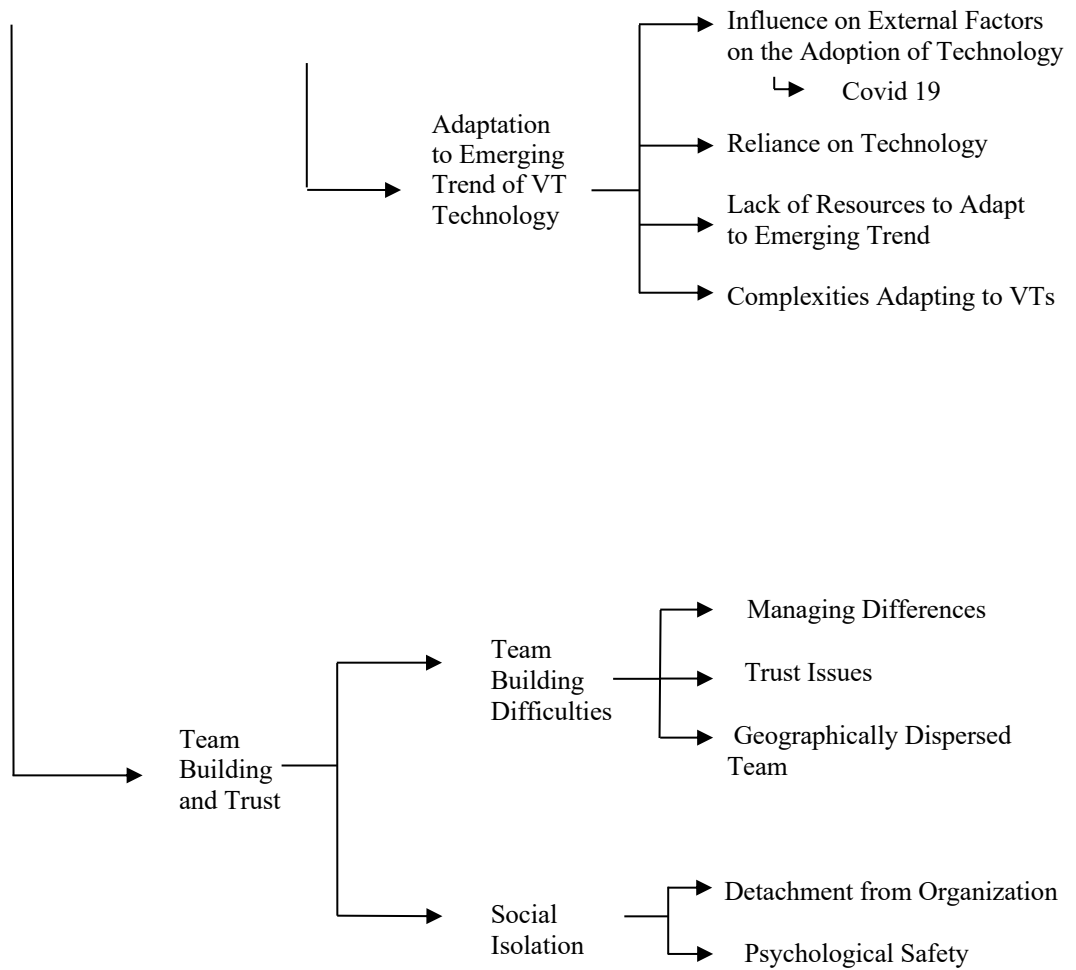 Influence on External Factors
on the Adoption of Technology
Covid 19
Adaptation
to Emerging
Trend of VT
Technology
Reliance on Technology
Lack of Resources to Adapt
to Emerging Trend
Complexities Adapting to VTs
Team
Building
and Trust
Team
Building
Difficulties
Managing Differences
Trust Issues
Geographically Dispersed
Team
Social
Isolation
Detachment from Organization
Psychological Safety